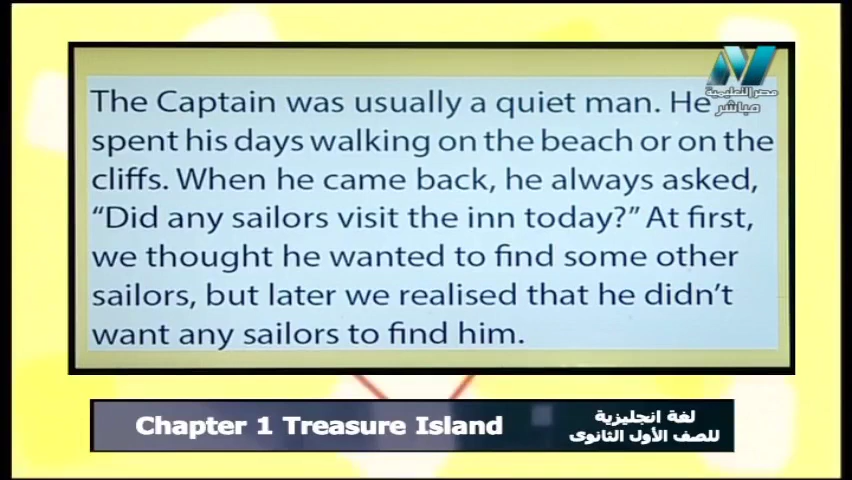 The Captain was usually a quiet man. He
spent his days walking on the beach or on the
cliffs. When he came back, he always asked,
“Did any sailors visit the inn today?” At first,
we thought he wanted to find some other
sailors, but later we realised that he didn’t
want any sailors to find him.
مصر التعليمية
مباشر
Chapter 1 Treasure Island
لغة انجليزية
للصف الأول الثانوى